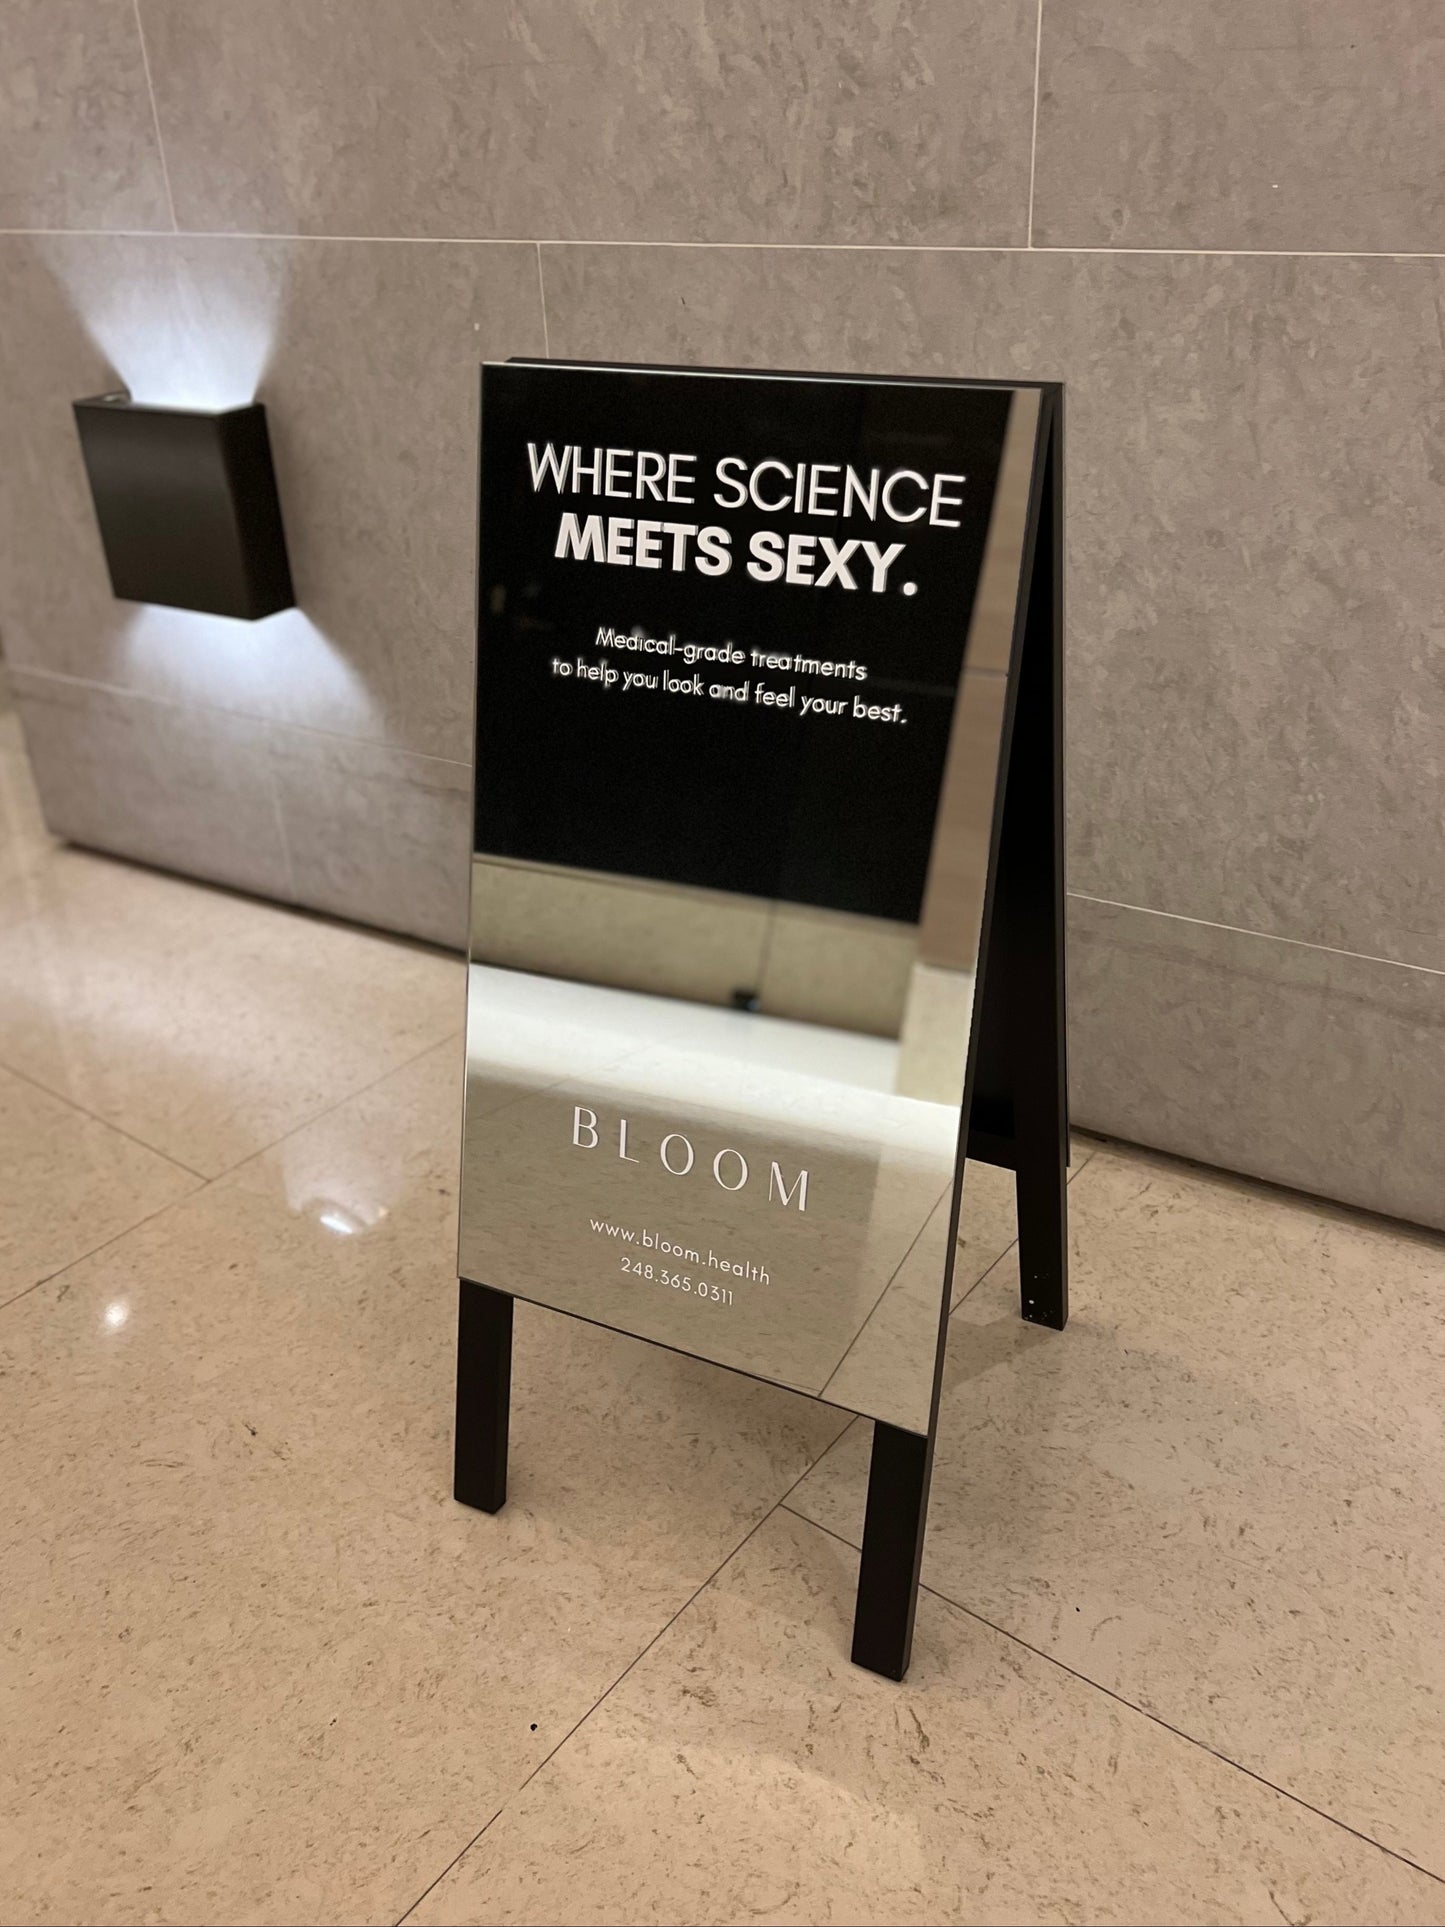 WHERE SCIENCE
MEETS SEXY.
Medical-grade treatments
to help you look and feel your best.
BLOOM
www.bloom.health
248.365.0311